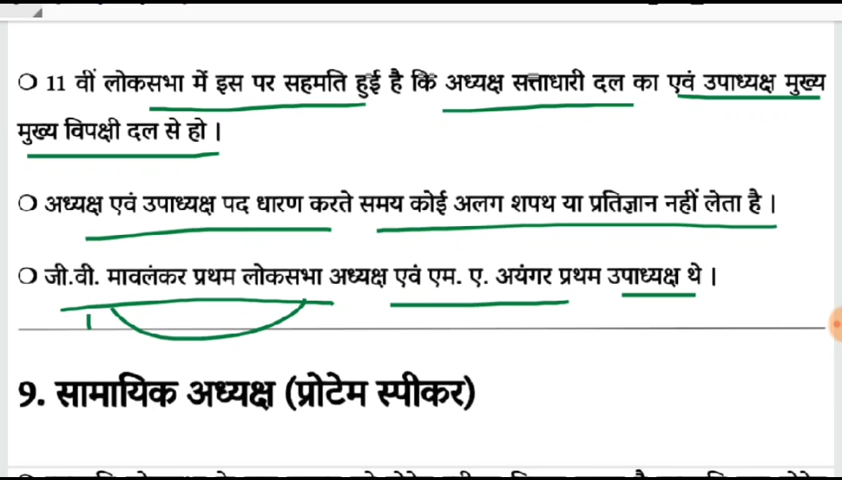 ○ 11 वीं लोकसभा में इस पर सहमति हुई है कि अध्यक्ष सत्ताधारी दल का एवं उपाध्यक्ष मुख्य
मुख्य विपक्षी दल से हो ।
○ अध्यक्ष एवं उपाध्यक्ष पद धारण करते समय कोई अलग शपथ या प्रतिज्ञान नहीं लेता है ।
○ जी.वी. मावलंकर प्रथम लोकसभा अध्यक्ष एवं एम. ए. अयंगर प्रथम उपाध्यक्ष थे ।
9. सामायिक अध्यक्ष (प्रोटेम स्पीकर)